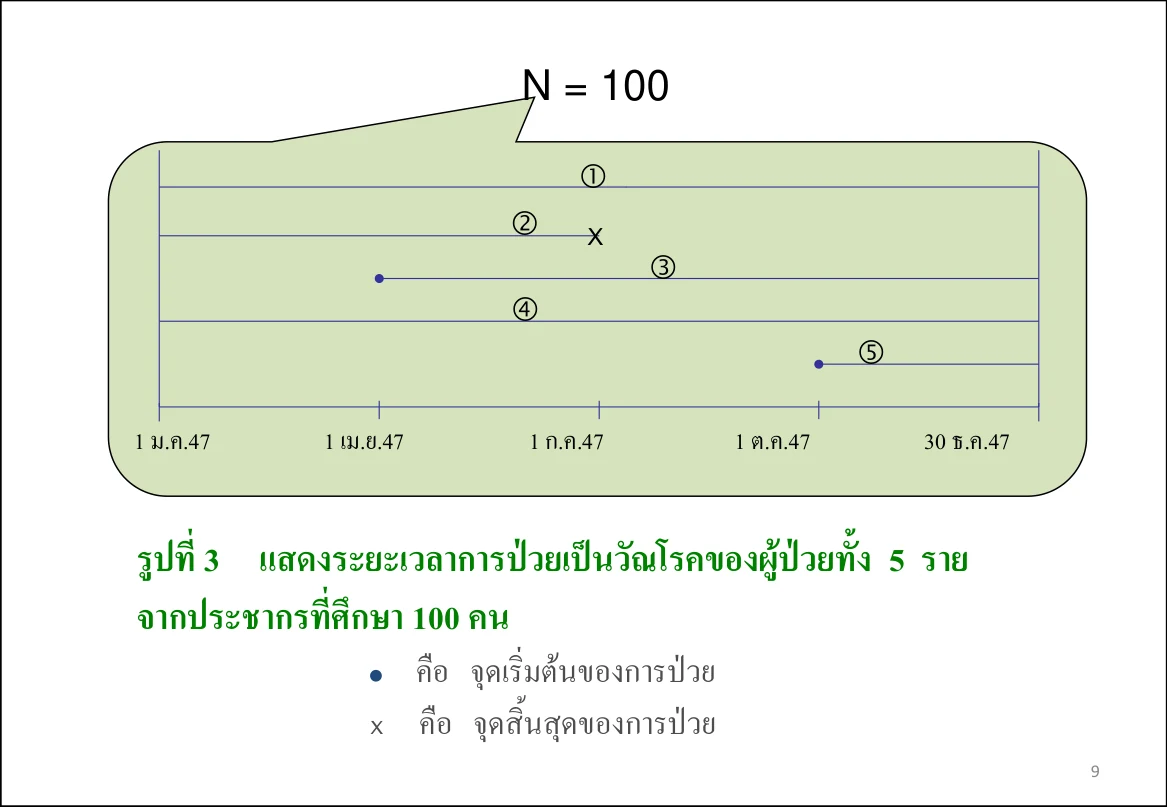 N = 100
①
②
X
③
④
⑤
1 ม.ค.47 1 เม.ย.47 1 ก.ค.47 1 ต.ค.47 30 ธ.ค.47
รูปที่ 3 แสดงระยะเวลาการป่วยเป็นวัณโรคของผู้ป่วยทั้ง 5 ราย
จากประชากรที่ศึกษา 100 คน
• คือ จุดเริ่มต้นของการป่วย
x คือ จุดสิ้นสุดของการป่วย
9